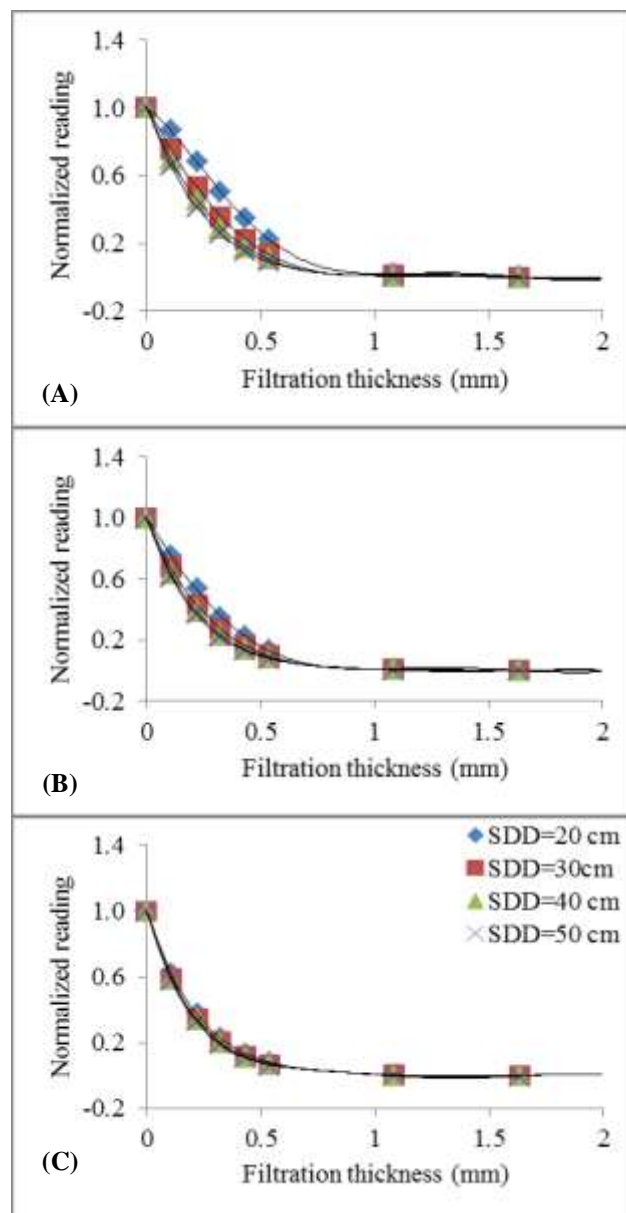 1.4
1.0
0.6
0.2
-0.2
Normalized reading
0 0.5 1 1.5 2
Filtration thickness (mm)
(A)
1.4
1.0
0.6
0.2
-0.2
Normalized reading
0 0.5 1 1.5 2
Filtration thickness (mm)
(B)
1.4
1.0
0.6
0.2
-0.2
Normalized reading
SDD=20 cm
SDD=30cm
SDD=40 cm
SDD=50 cm
0 0.5 1 1.5 2
Filtration thickness (mm)
(C)